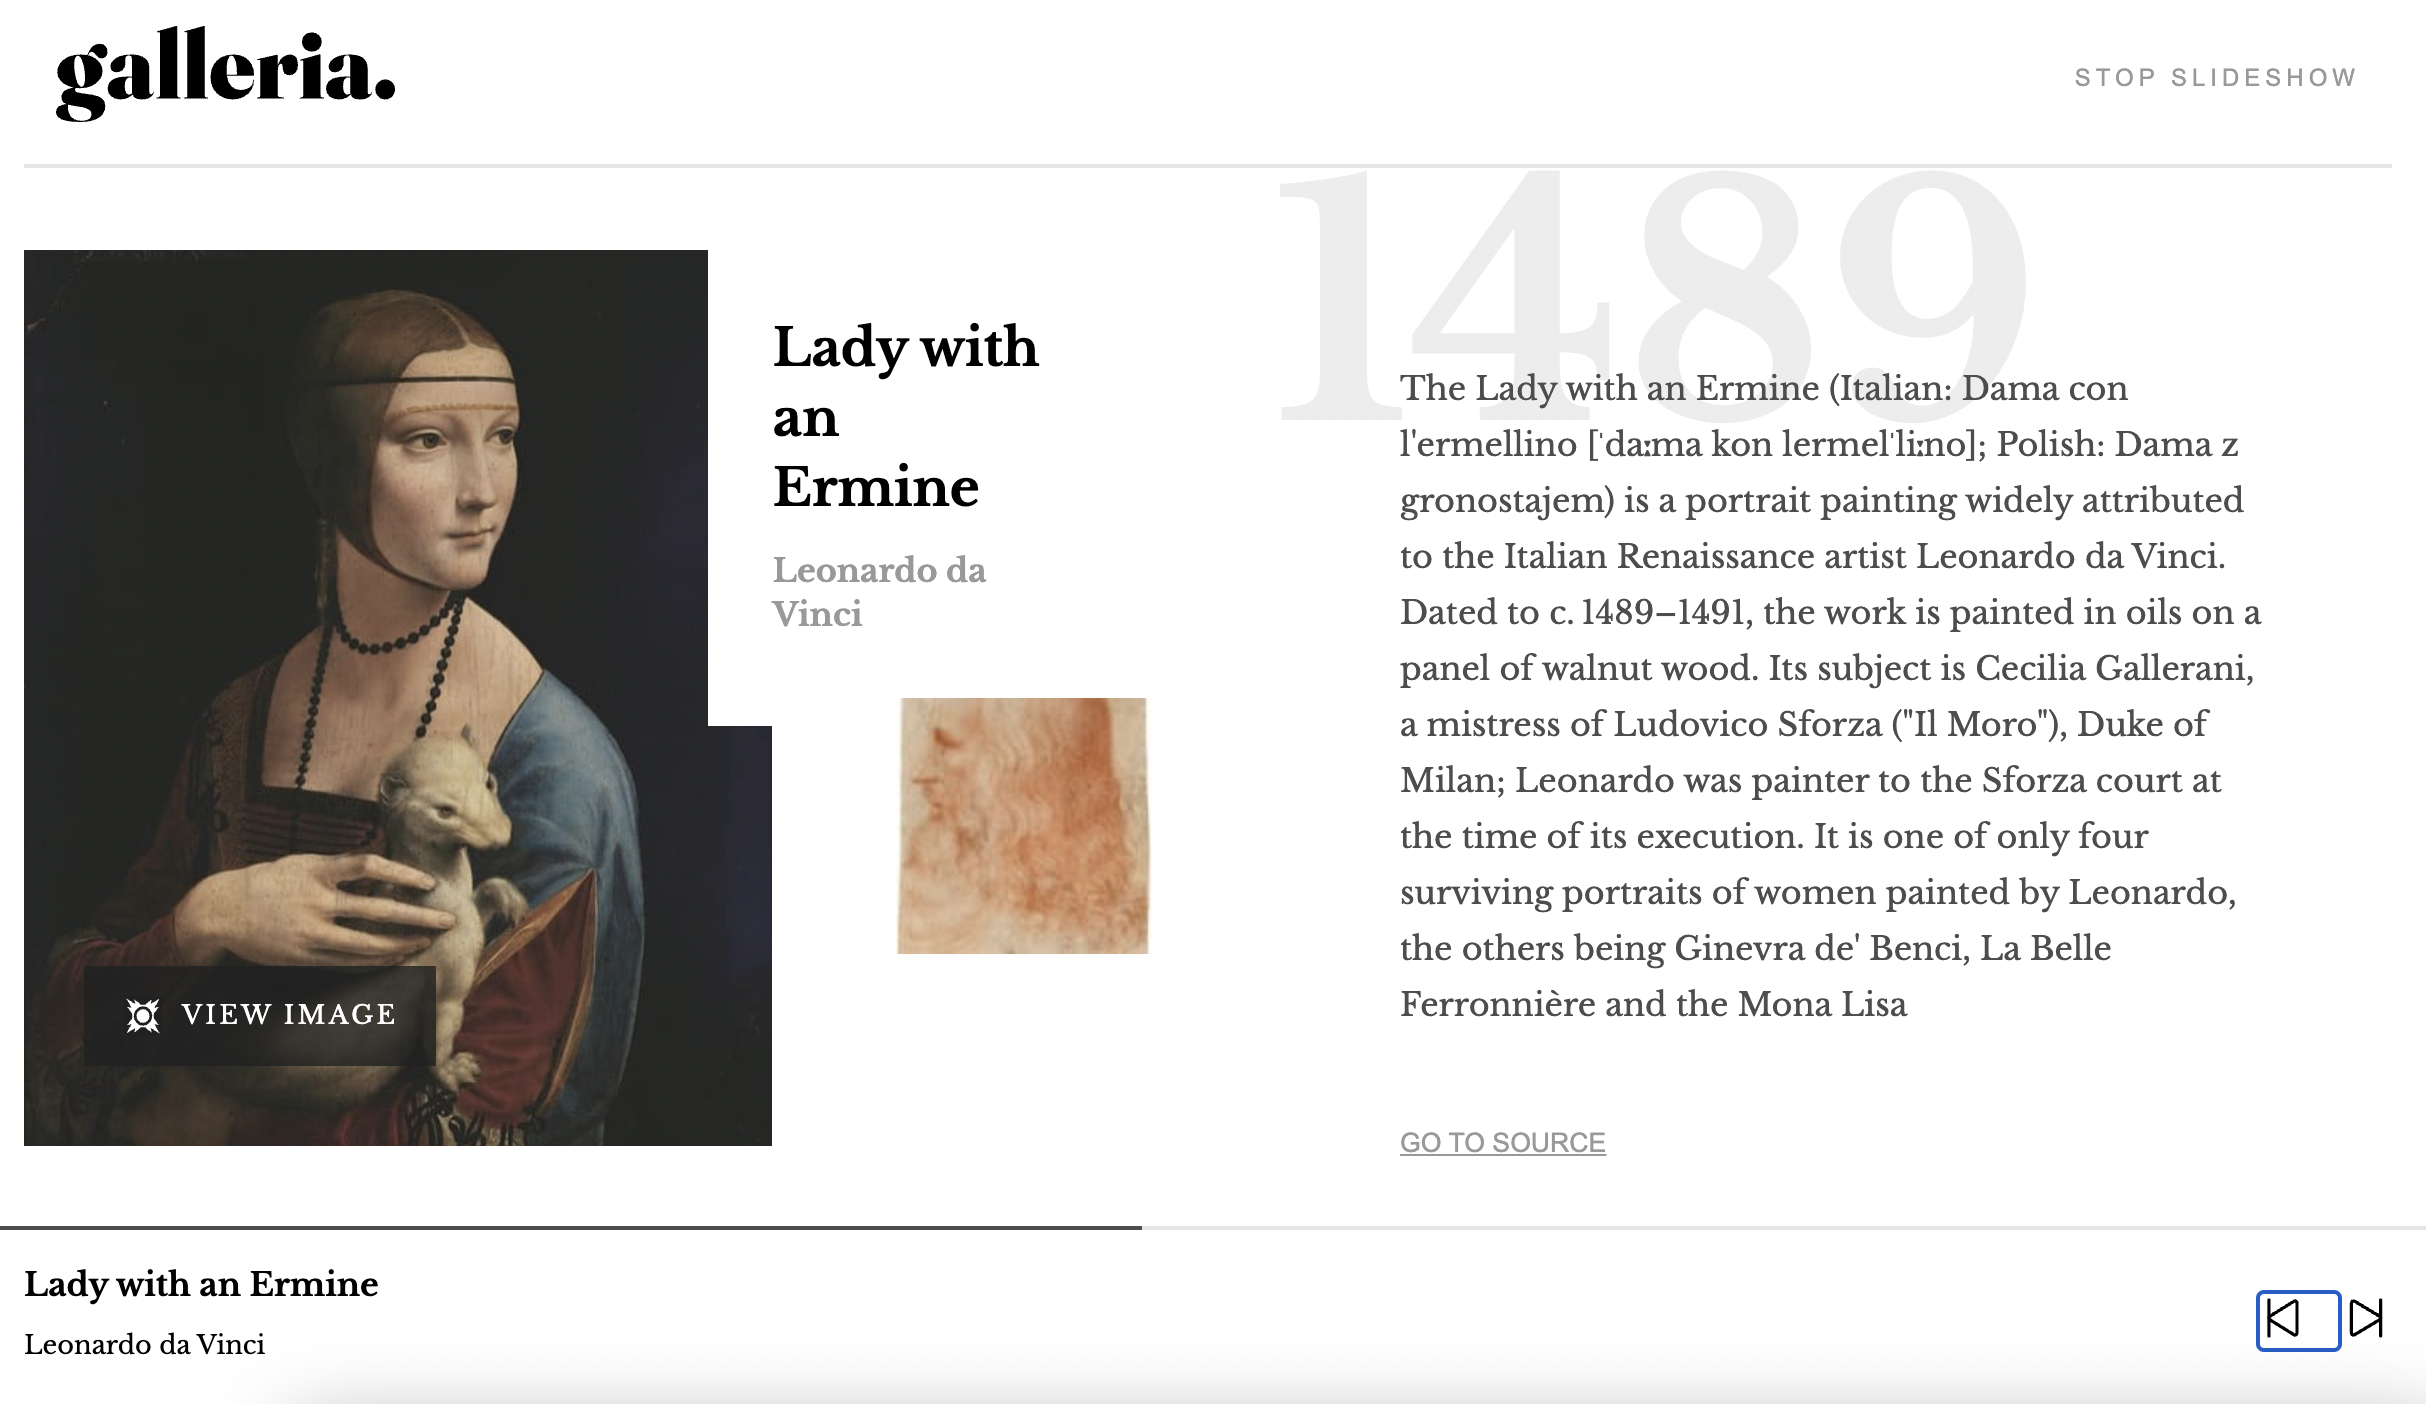 galleria.
STOP SLIDESHOW
1489
Lady with
an
Ermine
Leonardo da
Vinci
The Lady with an Ermine (Italian: Dama con
l'ermellino [ˈdaːma kon lermelˈliːno]; Polish: Dama z
gronostajem) is a portrait painting widely attributed
to the Italian Renaissance artist Leonardo da Vinci.
Dated to c. 1489–1491, the work is painted in oils on a
panel of walnut wood. Its subject is Cecilia Gallerani,
a mistress of Ludovico Sforza ("Il Moro"), Duke of
Milan; Leonardo was painter to the Sforza court at
the time of its execution. It is one of only four
surviving portraits of women painted by Leonardo,
the others being Ginevra de' Benci, La Belle
Ferronnière and the Mona Lisa
VIEW IMAGE
GO TO SOURCE
Lady with an Ermine
Leonardo da Vinci